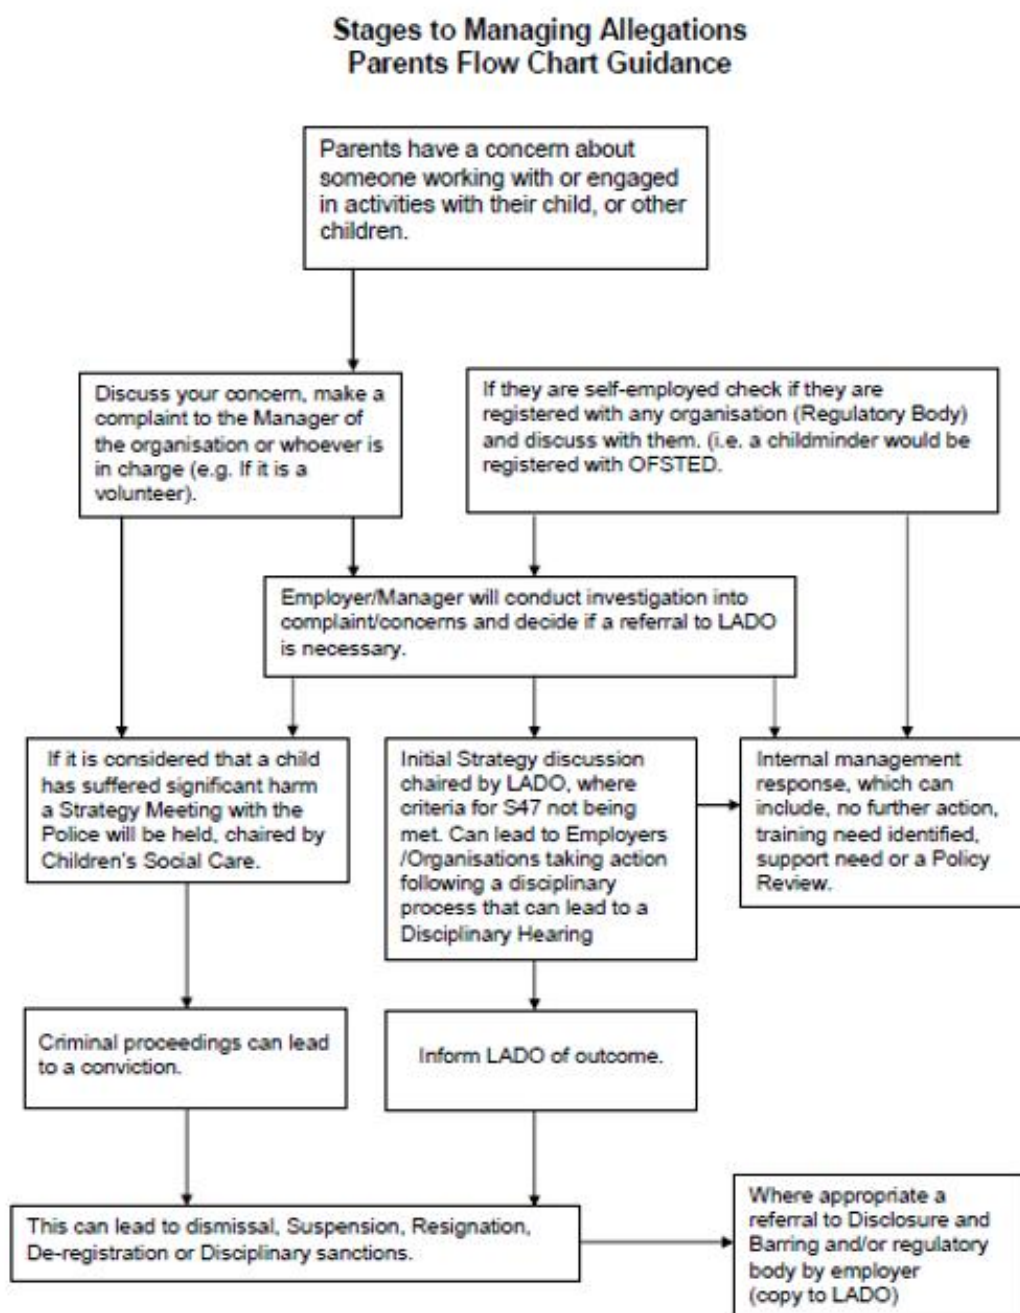 Stages to Managing Allegations
Parents Flow Chart Guidance
Parents have a concern about
someone working with or engaged
in activities with their child, or other
children.
Discuss your concern, make a
complaint to the Manager of
the organisation or whoever is
in charge (e.g. If it is a
volunteer).
If they are self-employed check if they are
registered with any organisation (Regulatory Body)
and discuss with them. (i.e. a childminder would be
registered with OFSTED.
Employer/Manager will conduct investigation into
complaint/concerns and decide if a referral to LADO
is necessary.
If it is considered that a child
has suffered significant harm
a Strategy Meeting with the
Police will be held, chaired by
Children's Social Care.
Initial Strategy discussion
chaired by LADO, where
criteria for S47 not being
met. Can lead to Employers
/Organisations taking action
following a disciplinary
process that can lead to a
Disciplinary Hearing
Internal management
response, which can
include, no further action,
training need identified,
support need or a Policy
Review.
Criminal proceedings can lead
to a conviction.
Inform LADO of outcome.
This can lead to dismissal, Suspension, Resignation,
De-registration or Disciplinary sanctions.
Where appropriate a
referral to Disclosure and
Barring and/or regulatory
body by employer
(copy to LADO)